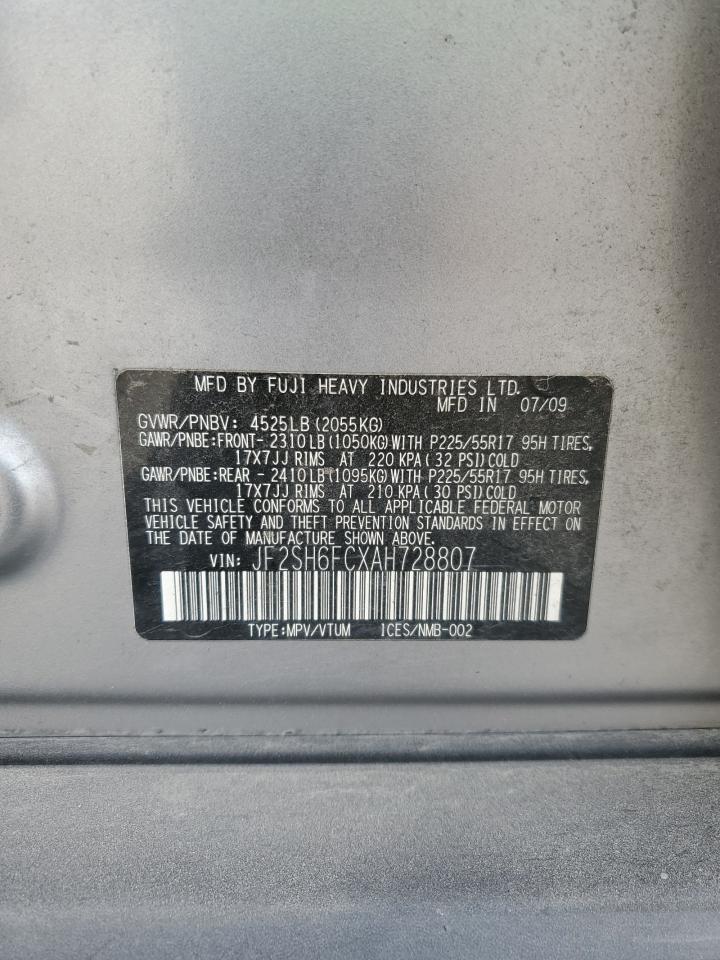 MFD BY FUJI HEAVY INDUSTRIES LTD.
MFD IN 07/09
GVWR/PNBV: 4525LB (2055KG)
GAWR/PNBE:FRONT- 2310LB (1050KG) WITH P225/55R17 95H TIRES,
17X7JJ RIMS AT 220 KPA ( 32 PSI) COLD
GAWR/PNBE:REAR - 2410LB (1095KG) WITH P225/55R17 95H TIRES,
17X7JJ RIMS AT 210 KPA ( 30 PSI) COLD
THIS VEHICLE CONFORMS TO ALL APPLICABLE FEDERAL MOTOR
VEHICLE SAFETY AND THEFT PREVENTION STANDARDS IN EFFECT ON
THE DATE OF MANUFACTURE SHOWN ABOVE.
VIN: JF2SH6FCXAH728807
TYPE:MPV/VTUM ICES/NMB-002